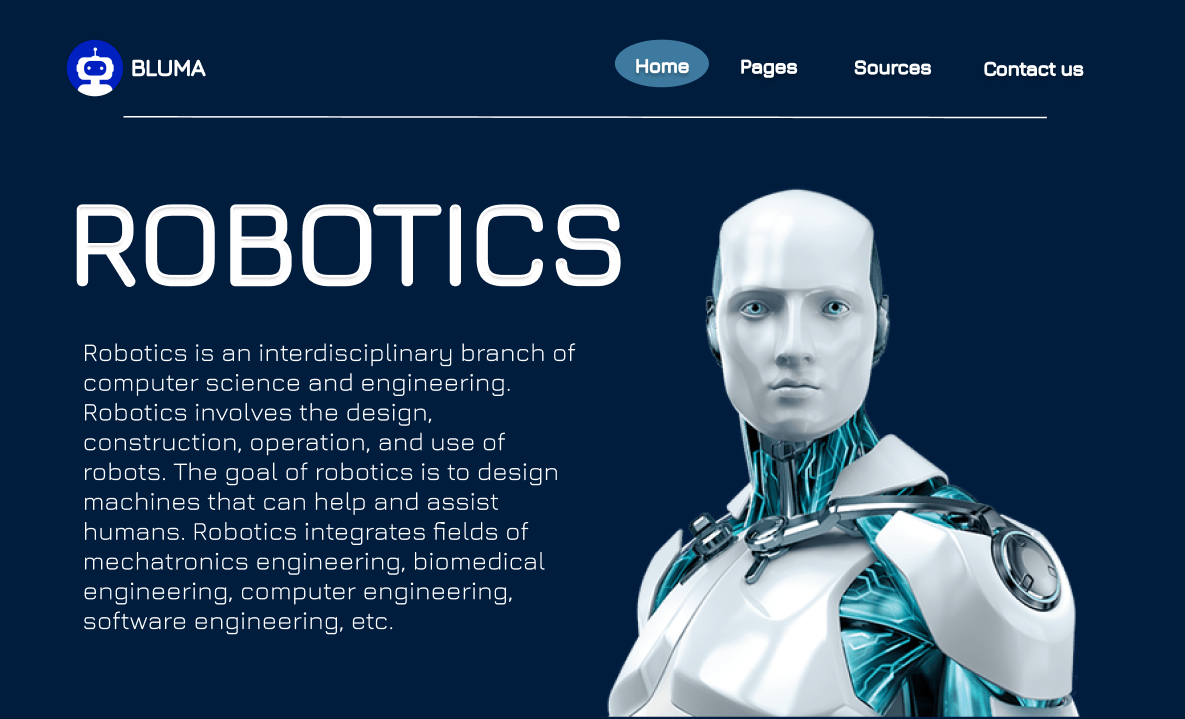 BLUMA
Home
Pages
Sources
Contact us
ROBOTICS
Robotics is an interdisciplinary branch of
computer science and engineering.
Robotics involves the design,
construction, operation, and use of
robots. The goal of robotics is to design
machines that can help and assist
humans. Robotics integrates fields of
mechatronics engineering, biomedical
engineering, computer engineering,
software engineering, etc.